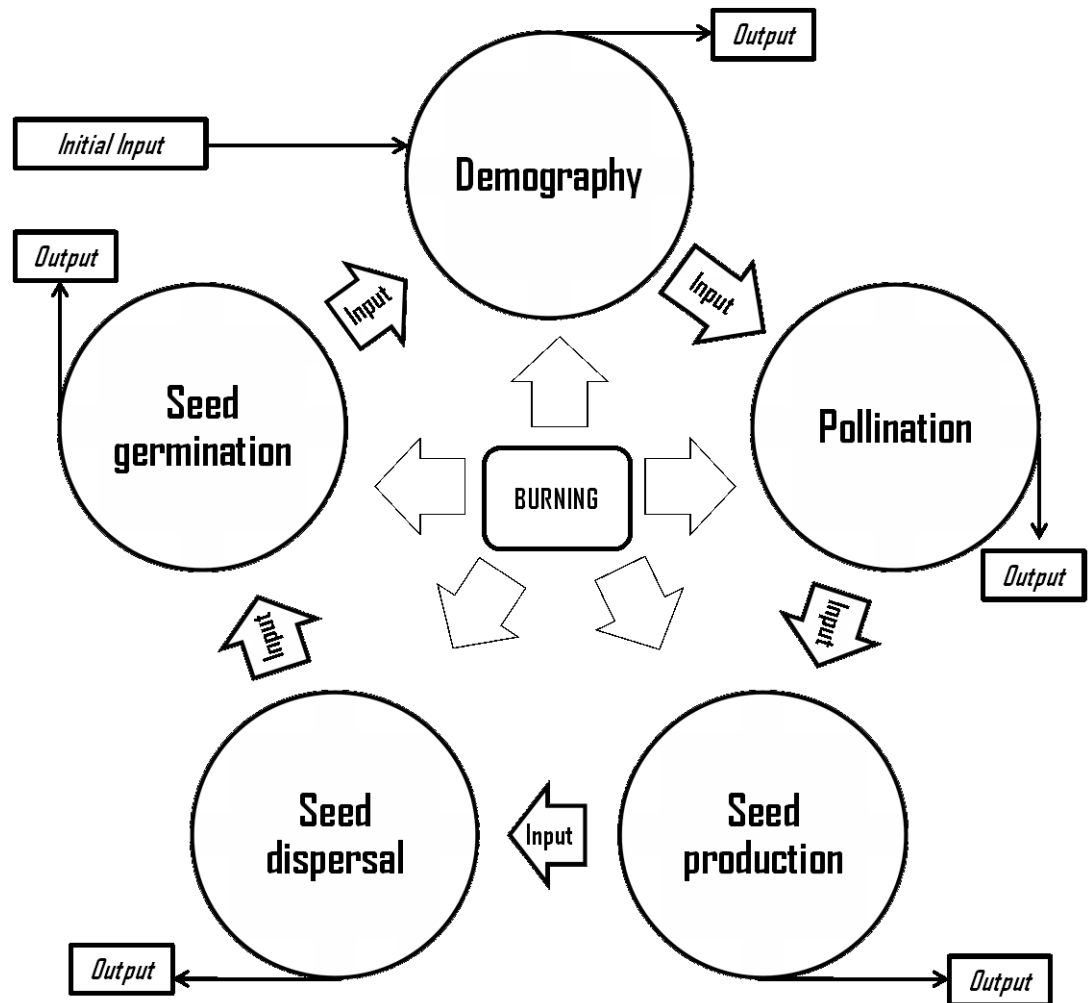 Output
Initial Input
Demography
Output
Input
Input
Seed
germination
Pollination
BURNING
Output
Input
Input
Seed
dispersal
Input
Seed
production
Output
Output